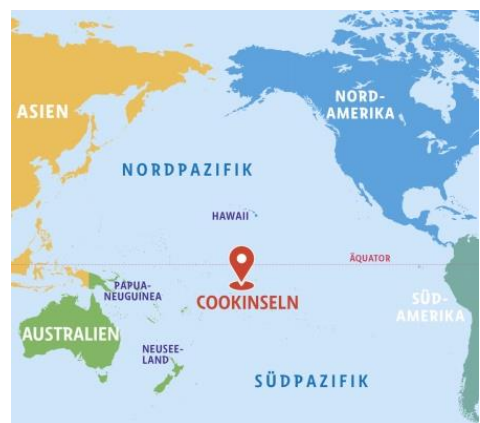 ASIEN
NORD-
AMERIKA
NORDPAZIFIK
HAWAII
ÄQUATOR
PAPUA-
NEUGUINEA
COOKINSELN
SÜD-
AMERIKA
AUSTRALIEN
NEUSEE-
LAND
SÜDPAZIFIK